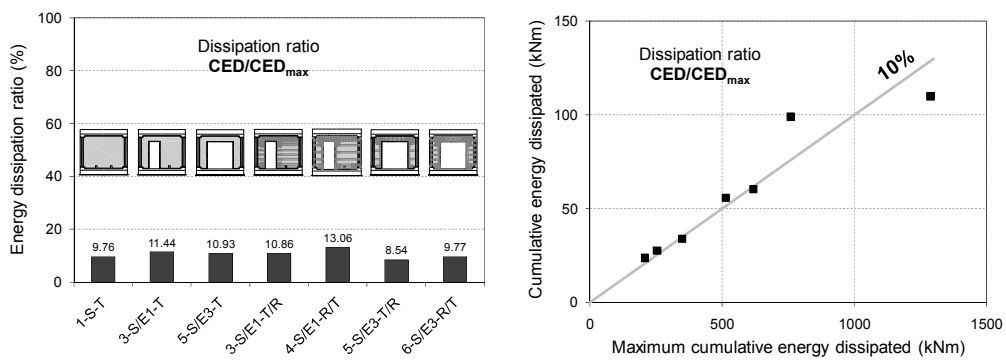 Energy dissipation ratio (%)
100
80
60
40
20
0
Dissipation ratio
CED/CEDmax
9.76
11.44
10.93
10.86
13.06
8.54
9.77
1-S-T
3-S/E1-T
5-S/E3-T
3-S/E1-T/R
4-S/E1-R/T
5-S/E3-T/R
6-S/E3-R/T
Cumulative energy dissipated (kNm)
150
100
50
0
Dissipation ratio
CED/CEDmax
10%
0
500
1000
1500
Maximum cumulative energy dissipated (kNm)